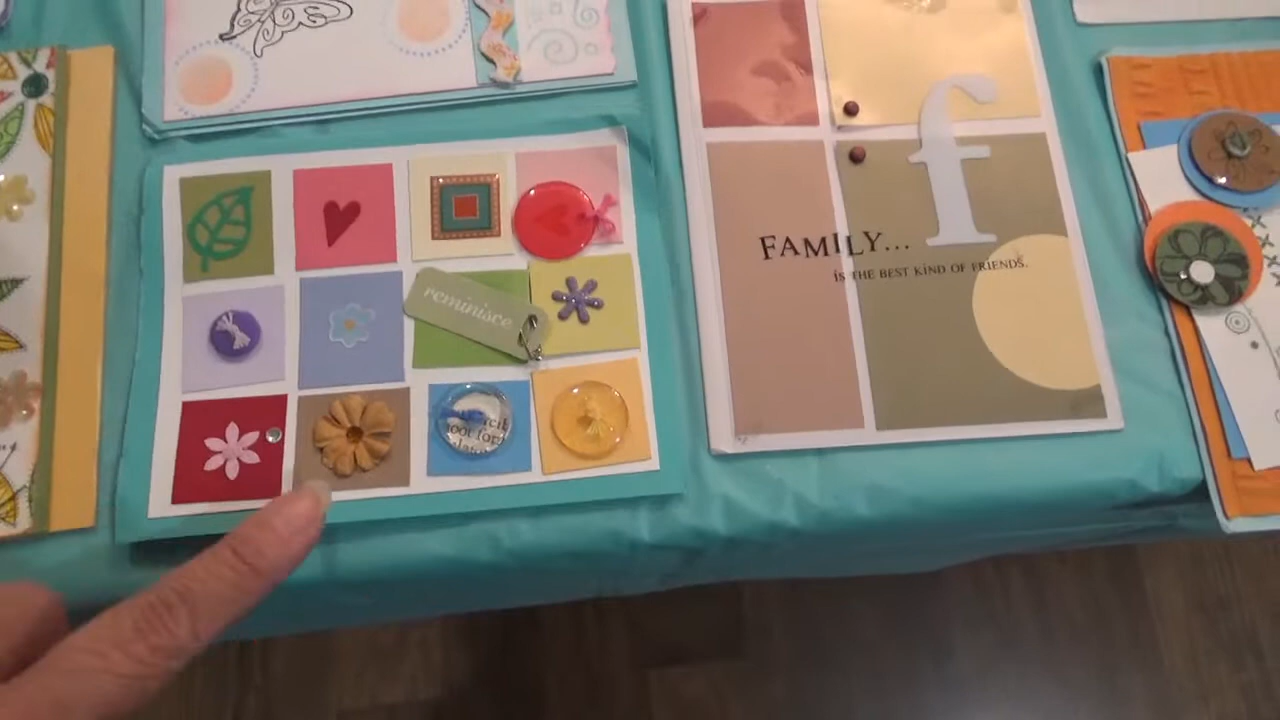 f
FAMILY...
iS THE BEST KiND OF FRiENDS.
reminisce